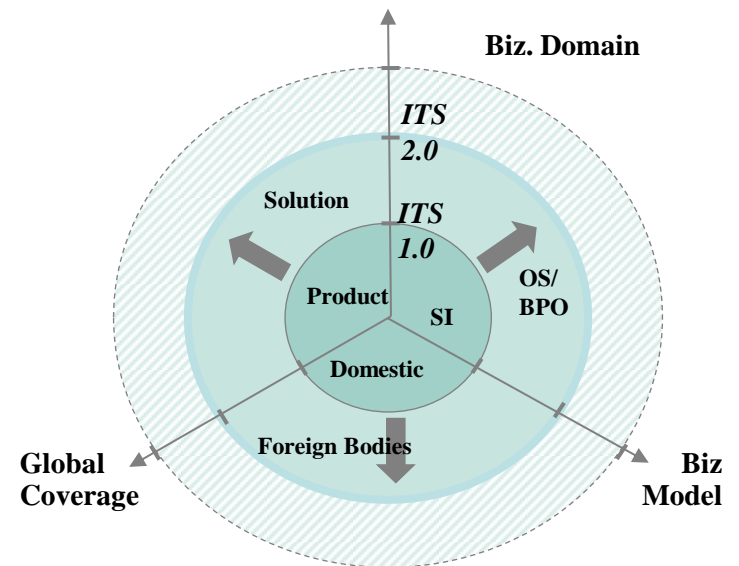 Biz. Domain
ITS
2.0
Solution
ITS
1.0
OS/
BPO
Product
SI
Domestic
Foreign Bodies
Global
Coverage
Biz
Model